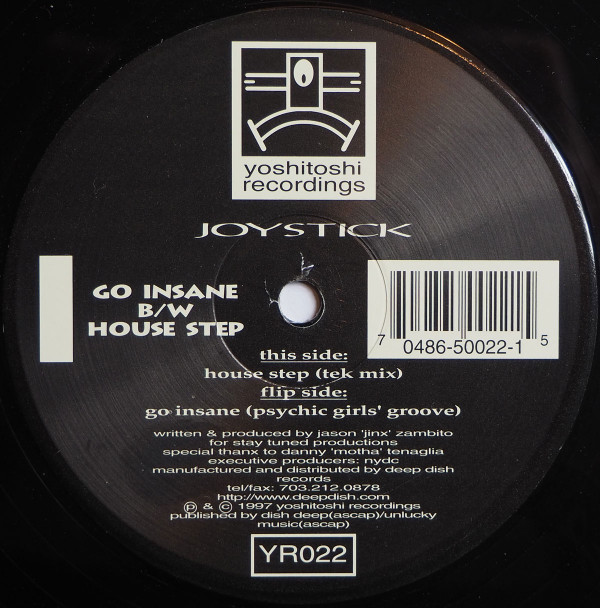 yoshitoshi
recordings
JOYSTICK
GO INSANE
B/W
HOUSE STEP
7 0486-50022-1 5
this side:
house step (tek mix)
flip side:
go insane (psychic girls' groove)
written & produced by jason 'jinx' zambito
for stay tuned productions
special thanx to danny 'motha' tenaglia
executive producers: nydc
manufactured and distributed by deep dish
records
tel/fax: 703.212.0878
http://www.deepdish.com
℗ & © 1997 yoshitoshi recordings
published by dish deep(ascap)/unlucky
music(ascap)
YR022